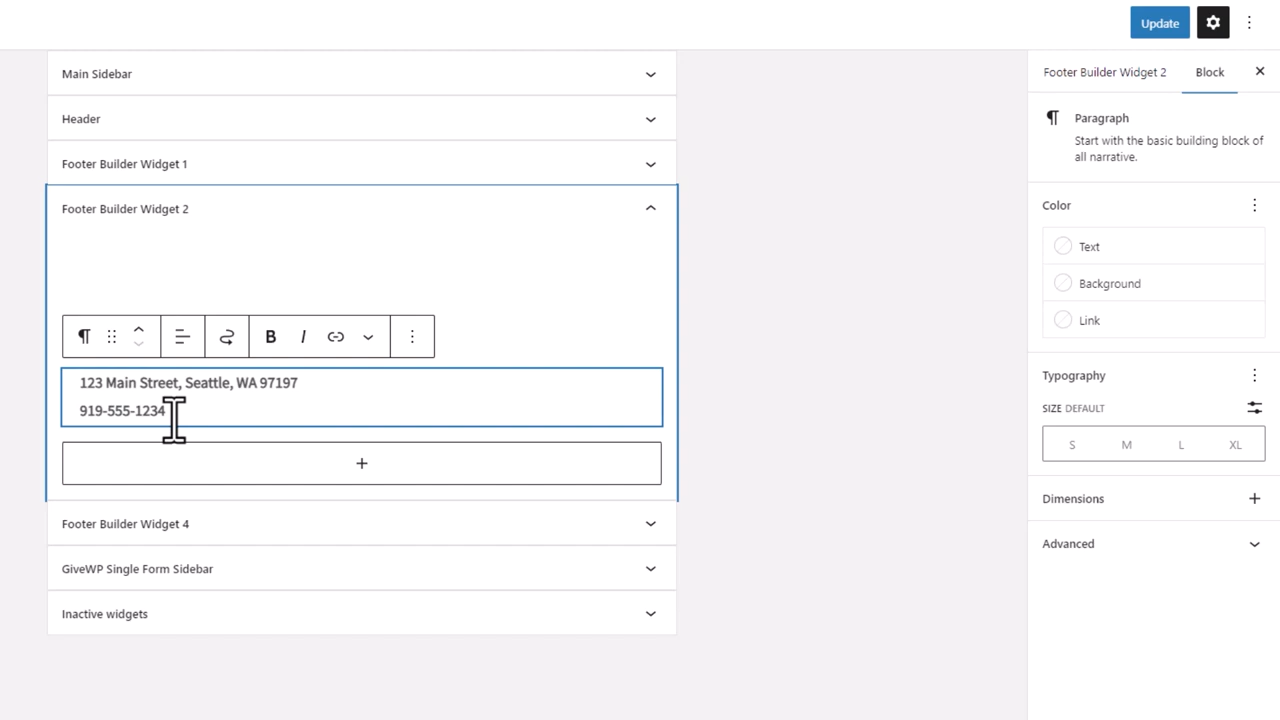 Update
Main Sidebar
Header
Footer Builder Widget 1
Footer Builder Widget 2
B I
123 Main Street, Seattle, WA 97197
919-555-1234
Footer Builder Widget 4
GiveWP Single Form Sidebar
Inactive widgets
Footer Builder Widget 2 Block
Paragraph
Start with the basic building block of
all narrative.
Color
Text
Background
Link
Typography
SIZE DEFAULT
S M L XL
Dimensions
Advanced